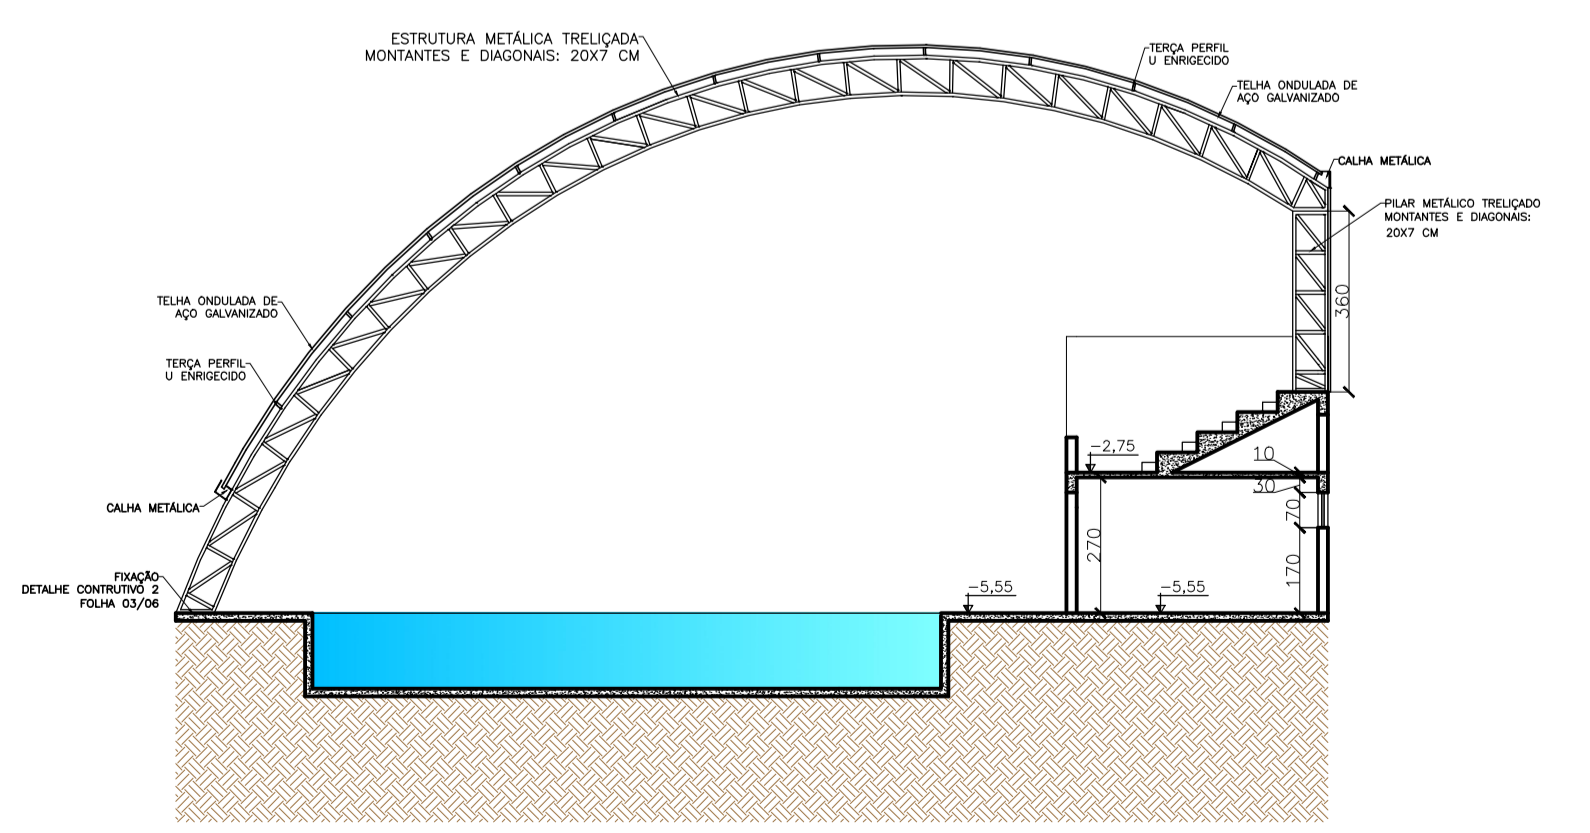 ESTRUTURA METÁLICA TRELIÇADA
MONTANTES E DIAGONAIS: 20X7 CM
TERÇA PERFIL
U ENRIGECIDO
TELHA ONDULADA DE
AÇO GALVANIZADO
CALHA METÁLICA
PILAR METÁLICO TRELIÇADO
MONTANTES E DIAGONAIS:
20X7 CM
360
TELHA ONDULADA DE
AÇO GALVANIZADO
TERÇA PERFIL
U ENRIGECIDO
CALHA METÁLICA
FIXAÇÃO
DETALHE CONTRUTIVO 2
FOLHA 03/06
-2,75
10
30
70
270
170
-5,55
-5,55